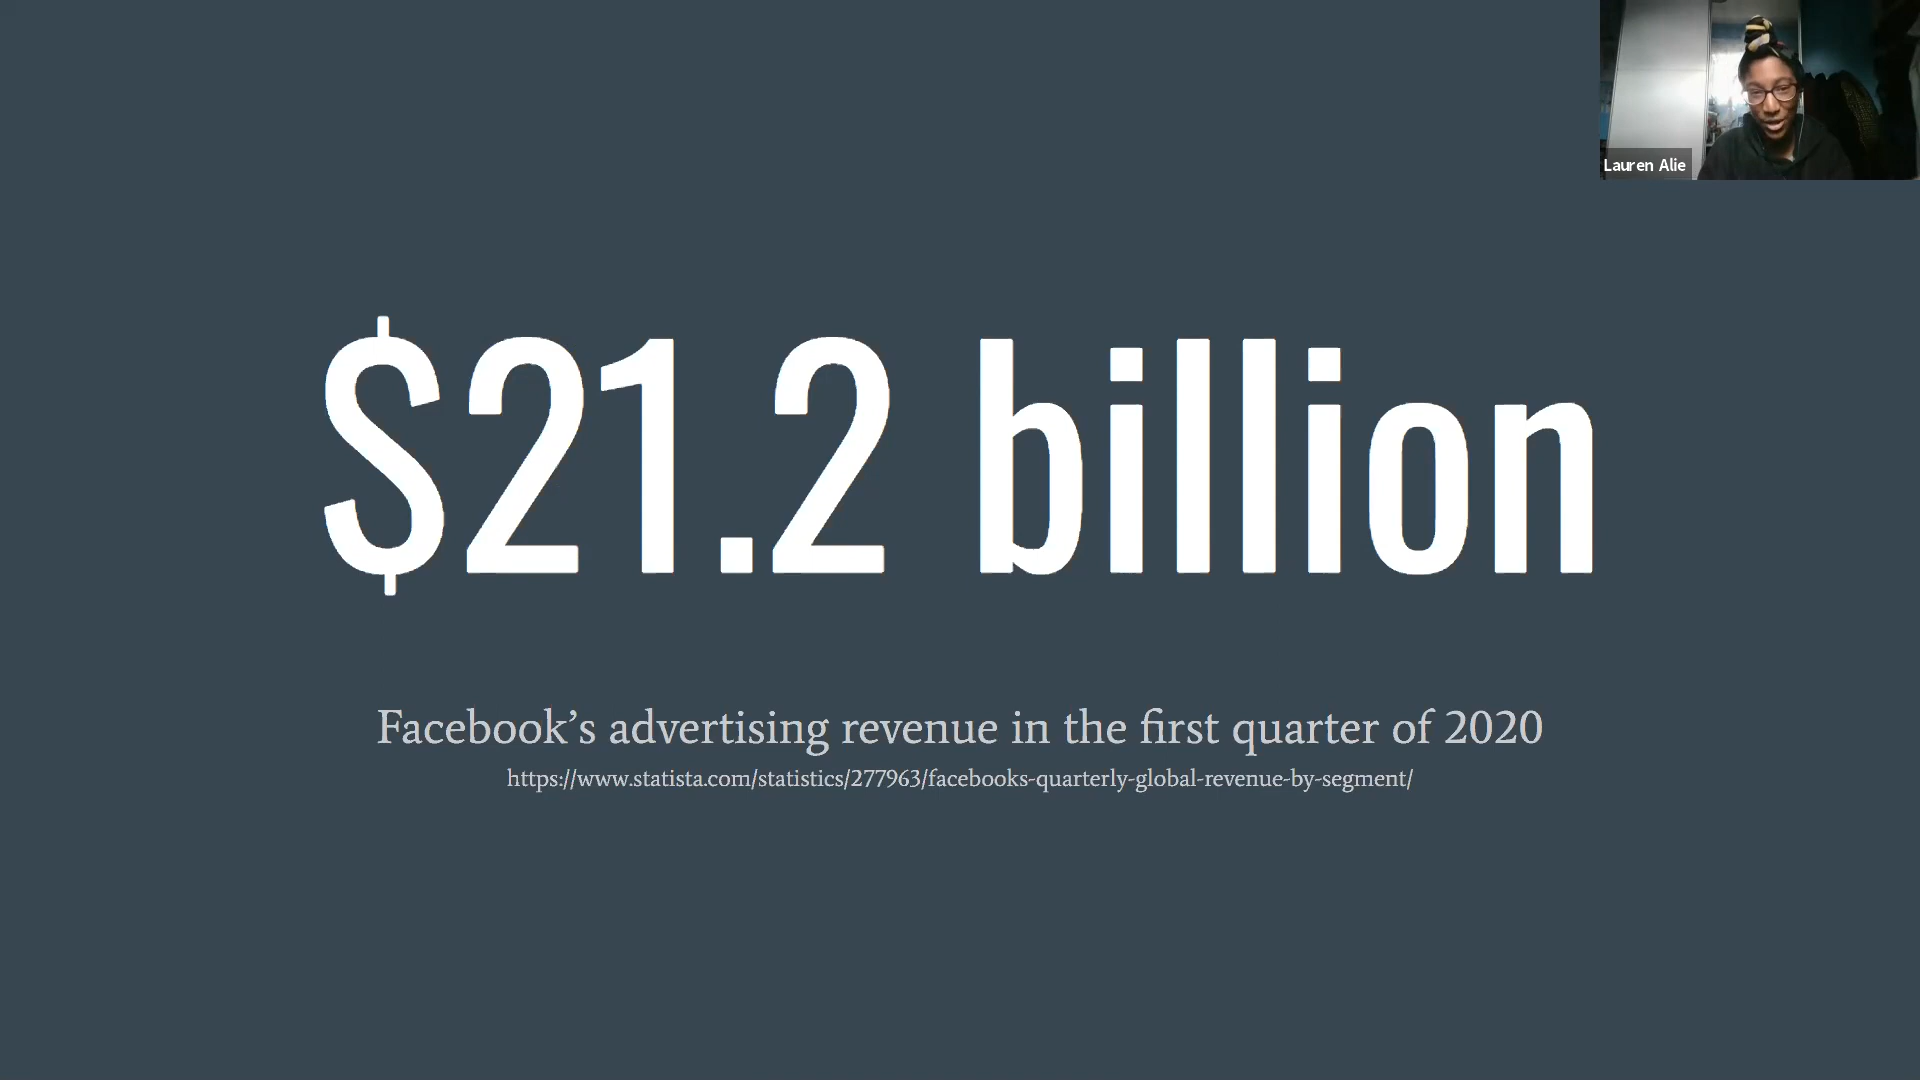 Lauren Alie
$21.2 billion
Facebook’s advertising revenue in the first quarter of 2020
https://www.statista.com/statistics/277963/facebooks-quarterly-global-revenue-by-segment/